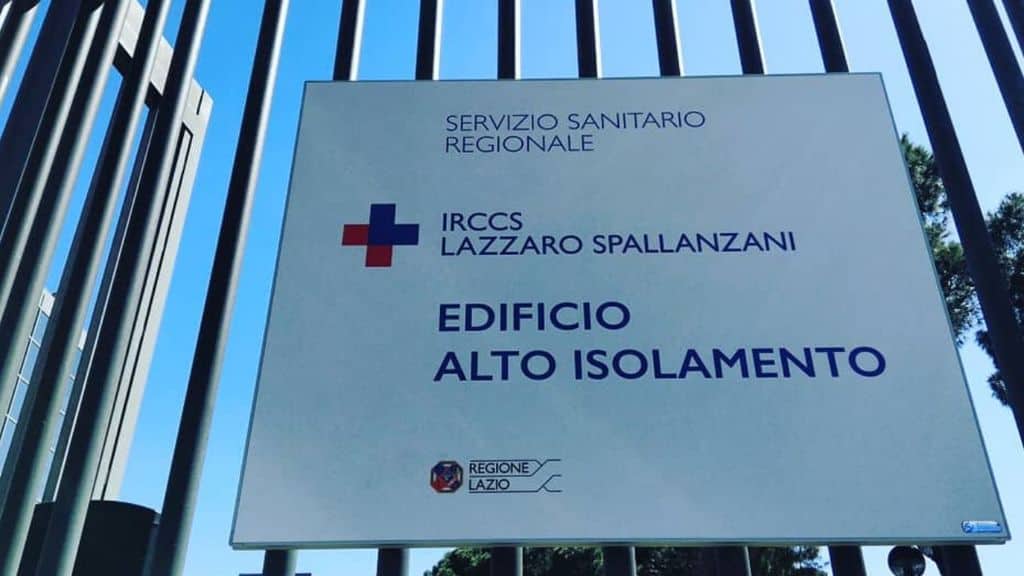 SERVIZIO SANITARIO
REGIONALE
IRCCS
LAZZARO SPALLANZANI
EDIFICIO
ALTO ISOLAMENTO
REGIONE
LAZIO